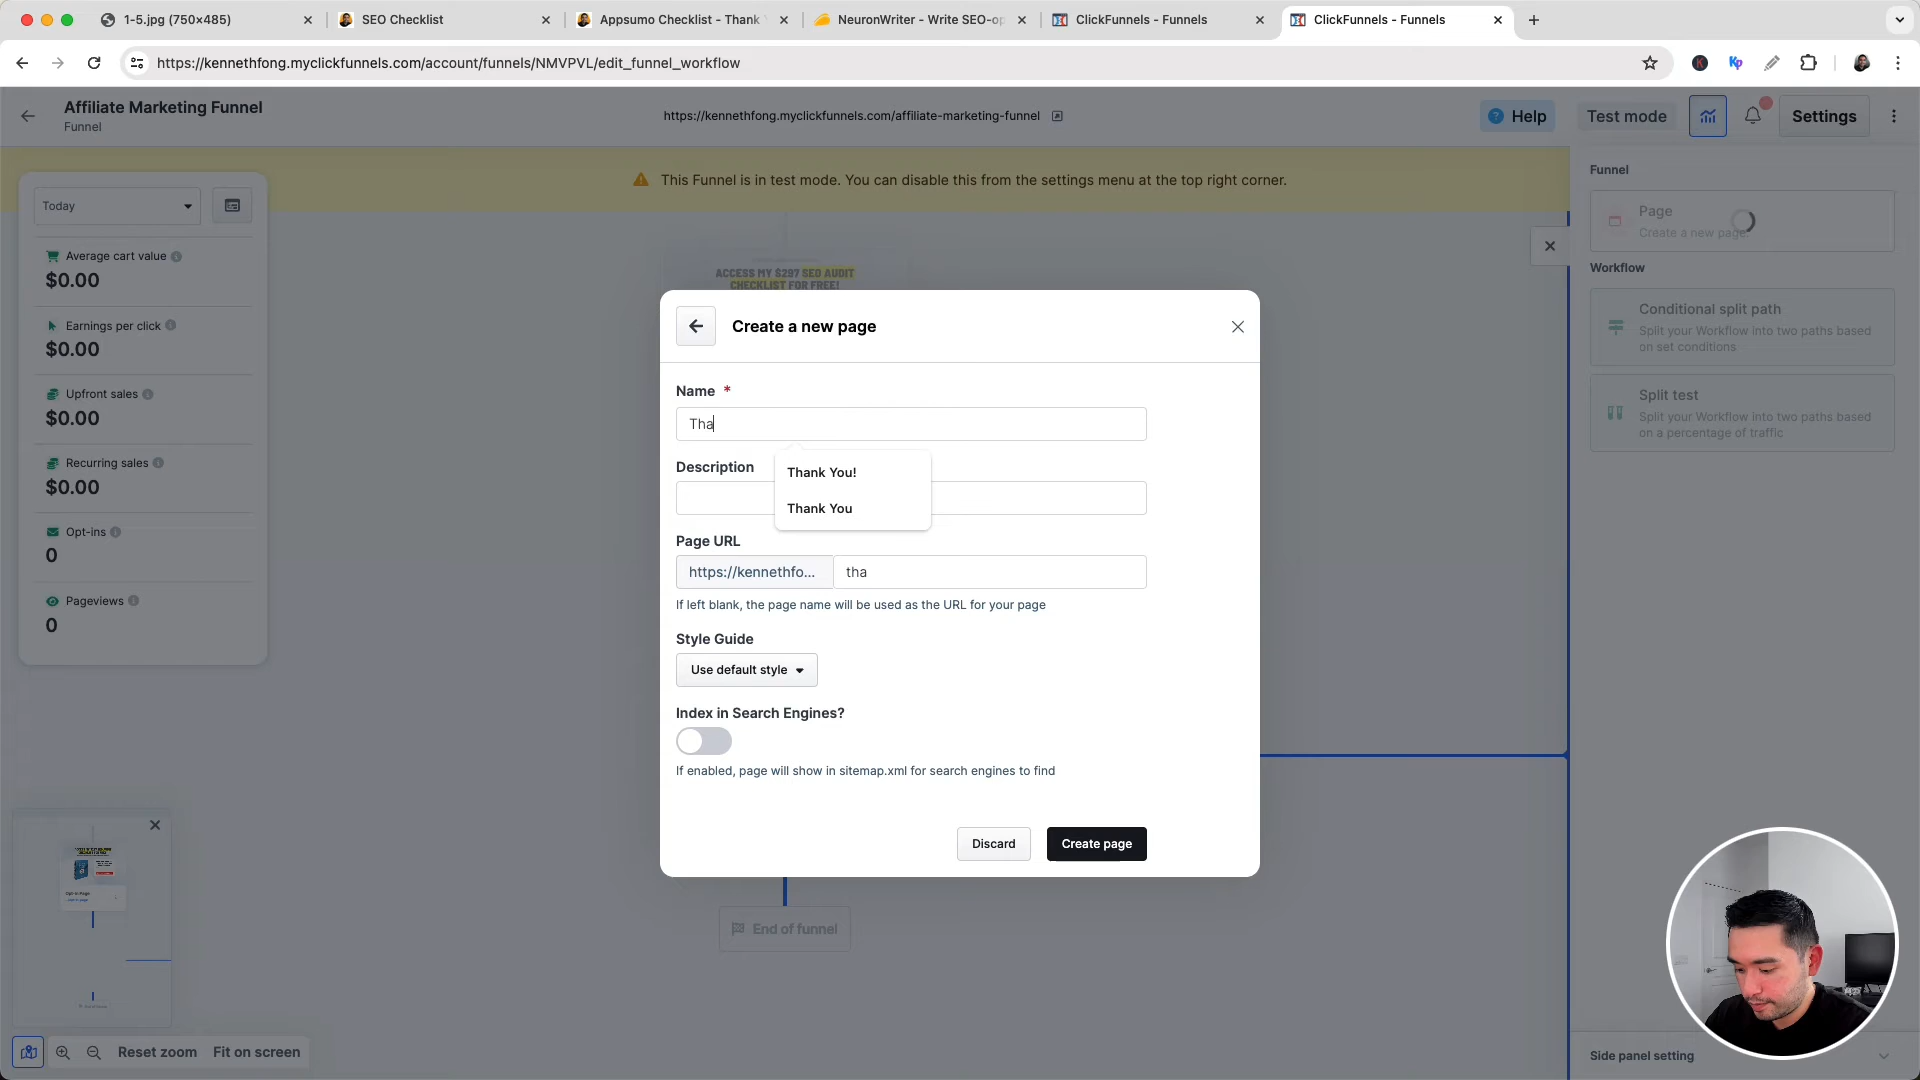 1-5.jpg (750×485)
SEO Checklist
Appsumo Checklist - Thank Y
NeuronWriter - Write SEO-op
ClickFunnels - Funnels
ClickFunnels - Funnels
https://kennethfong.myclickfunnels.com/account/funnels/NMVPVL/edit_funnel_workflow
Affiliate Marketing Funnel
Funnel
https://kennethfong.myclickfunnels.com/affiliate-marketing-funnel
Help
Test mode
Settings
This Funnel is in test mode. You can disable this from the settings menu at the top right corner.
Today
Average cart value
$0.00
Earnings per click
$0.00
Upfront sales
$0.00
Recurring sales
$0.00
Opt-ins
0
Pageviews
0
ACCESS MY $297 SEO AUDIT
CHECKLIST FOR FREE!
Create a new page
Name *
Tha
Thank You!
Thank You
Description
Page URL
https://kennethfo...
tha
If left blank, the page name will be used as the URL for your page
Style Guide
Use default style
Index in Search Engines?
If enabled, page will show in sitemap.xml for search engines to find
Discard
Create page
End of funnel
Funnel
Page
Create a new page
Workflow
Conditional split path
Split your Workflow into two paths based
on set conditions
Split test
Split your Workflow into two paths based
on a percentage of traffic
Reset zoom
Fit on screen
Side panel setting